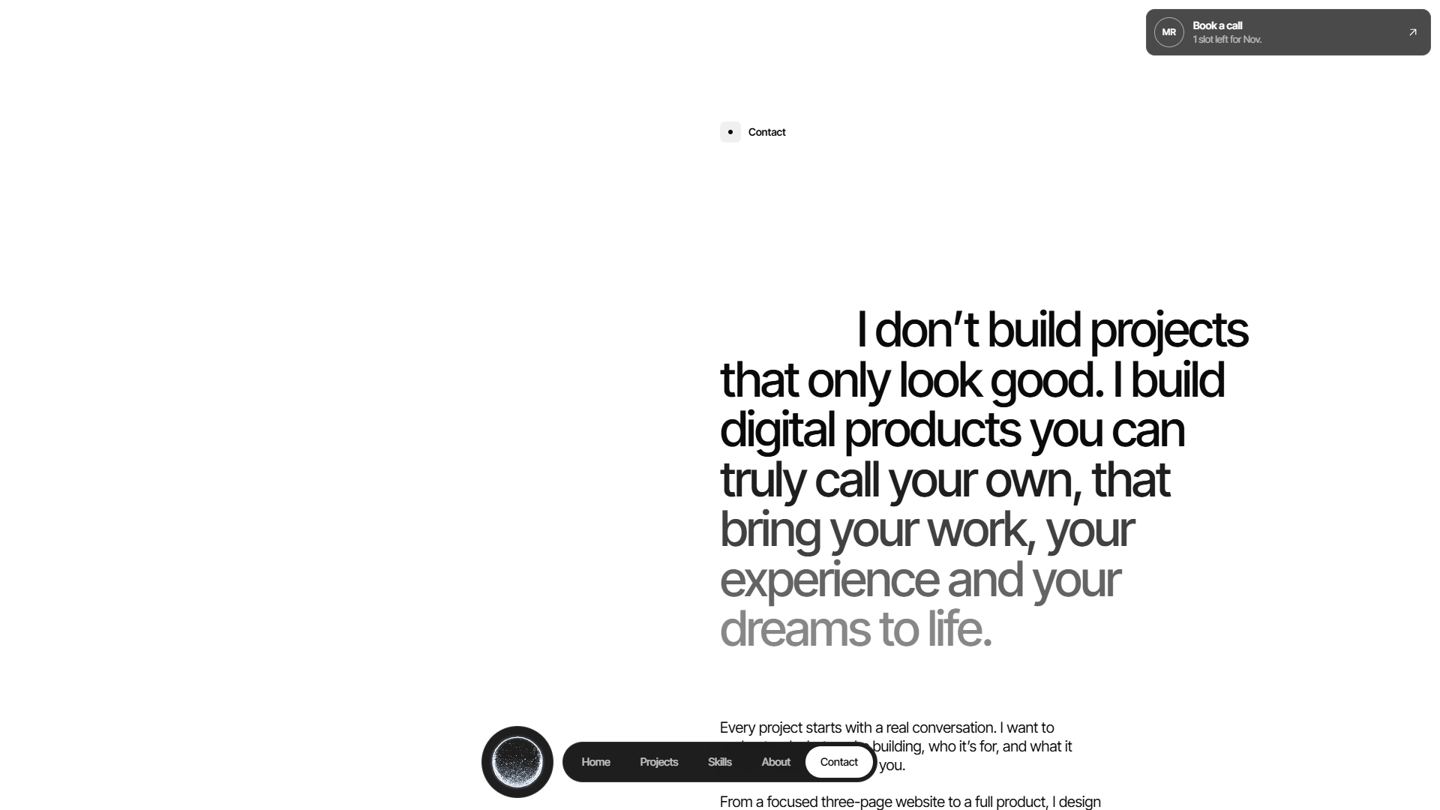 MR
Book a call
1 slot left for Nov.
Contact
I don’t build projects
that only look good. I build
digital products you can
truly call your own, that
bring your work, your
experience and your
dreams to life.
Every project starts with a real conversation. I want to
building, who it’s for, and what it
you.
Home
Projects
Skills
About
Contact
From a focused three-page website to a full product, I design